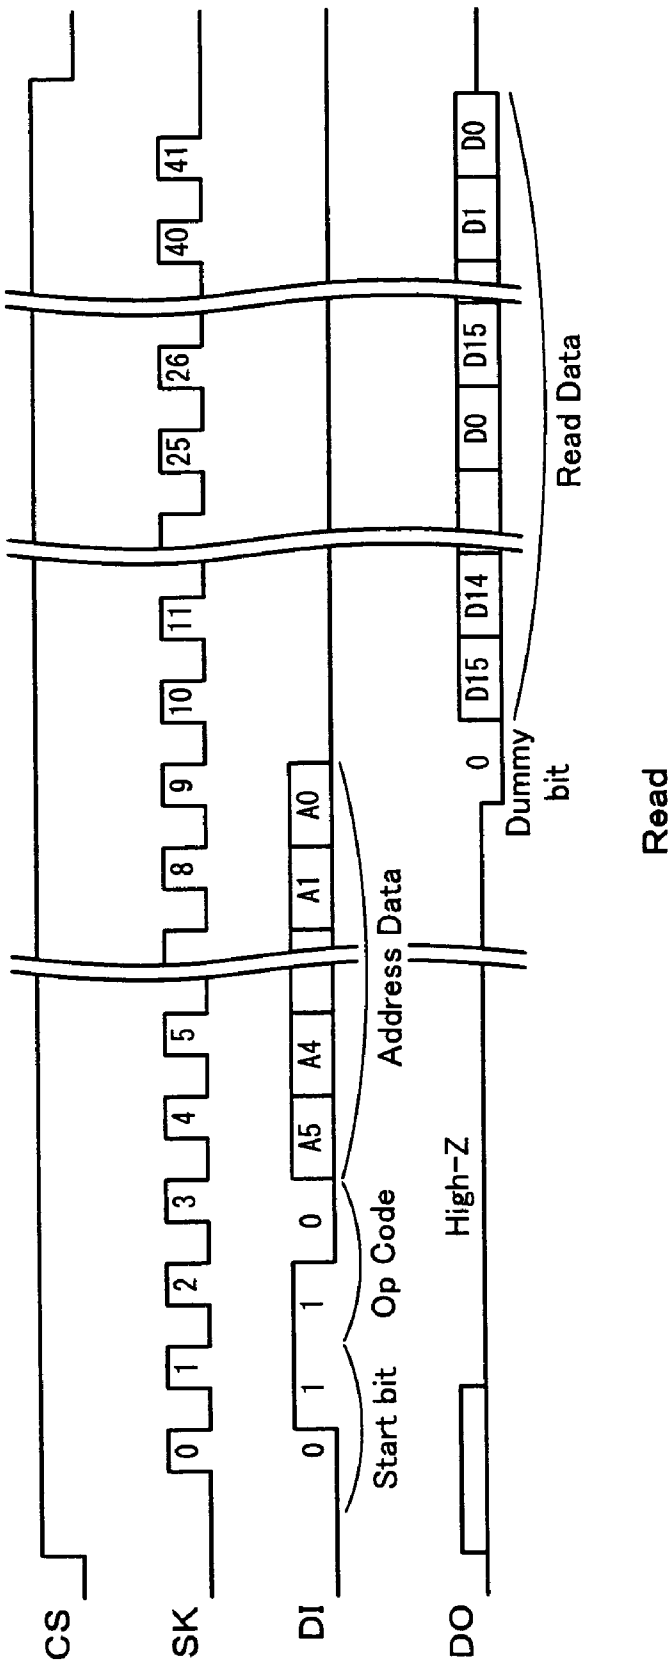 CS
SK 0 1 2 3 4 5 8 9 10 11 25 26 40 41
DI 0 1 1 0 A5 A4 A1 A0
Start bit Op Code Address Data
DO High-Z 0 D15 D14 D0 D15 D1 D0
Dummy bit
Read Data
Read